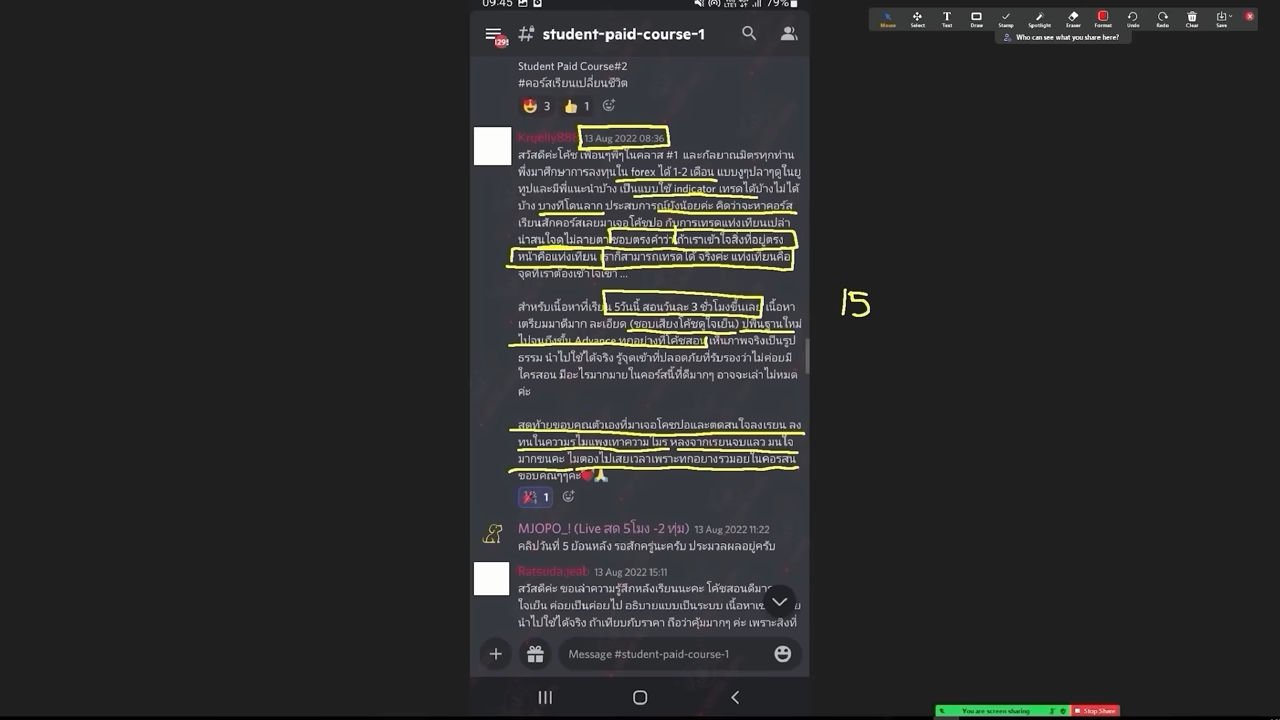 09:45
79%
Mouse Select Text Draw Stamp Spotlight Eraser Format Undo Redo Clear Save
Who can see what you share here?
student-paid-course-1
Student Paid Course#2
#คอร์สเรียนเปลี่ยนชีวิต
3 1
13 Aug 2022 08:36
สวัสดีค่ะโค้ช เพื่อนๆพี่ๆในคลาส #1 และกัลยาณมิตรทุกท่าน
พึ่งมาศึกษาการลงทุนใน forex ได้ 1-2 เดือน แบบงูๆปลาๆดูในยู
ทูปและมีพี่แนะนำบ้าง เป็นแบบใช้ indicator เทรดได้บ้างไม่ได้
บ้าง บางทีโดนลาก ประสบการณ์ยังน้อยค่ะ คิดว่าจะหาคอร์ส
เรียนสักคอร์สเลยมาเจอโค้ชปอ กับการเทรดแท่งเทียนเปล่า
น่าสนใจดู ไม่ลายตา ชอบตรงคำว่า ถ้าเราเข้าใจสิ่งที่อยู่ตรง
หน้าคือแท่งเทียน เราก็สามารถเทรดได้ จริงค่ะ แท่งเทียนคือ
จุดที่เราต้องเข้าใจเขา ...
สำหรับเนื้อหาที่เรียน 5วันนี้ สอนวันละ 3 ชั่วโมงขึ้นเลย เนื้อหา
เตรียมมาดีมาก ละเอียด (ชอบเสียงโค้ชดูใจเย็น) ปูพื้นฐานใหม่
ไปจนถึงขั้น Advance ทุกอย่างที่โค้ชสอน เห็นภาพจริงเป็นรูป
ธรรม นำไปใช้ได้จริง รู้จุดเข้าที่ปลอดภัยที่รับรองว่าไม่ค่อยมี
ใครสอน มีอะไรมากมายในคอร์สนี้ที่ดีมากๆ อาจจะเล่าไม่หมด
ค่ะ
15
สุดท้ายขอบคุณตัวเองที่มาเจอโค้ชปอและตัดสินใจลงเรียน ลง
ทุนในความรู้ไม่แพงเท่าความไม่รู้ หลังจากเรียนจบแล้ว มั่นใจ
มากขึ้นค่ะ ไม่ต้องไปเสียเวลาเพราะทุกอย่างรวมอยู่ในคอร์สนี้
ขอบคุณๆๆค่ะ
1
MJOPO_! (Live สด 5โมง -2 ทุ่ม) 13 Aug 2022 11:22
คลิปวันที่ 5 ย้อนหลัง รอสักครู่นะครับ ประมวลผลอยู่ครับ
Ratsuda:jeab 13 Aug 2022 15:11
สวัสดีค่ะ ขอเล่าความรู้สึกหลังเรียนนะคะ โค้ชสอนดีมาก
ใจเย็น ค่อยเป็นค่อยไป อธิบายแบบเป็นระบบ
นำไปใช้ได้จริง ถ้าเทียบกับราคา ถือว่าคุ้มมากๆ ค่ะ เพราะสิ่งที่
Message #student-paid-course-1
You are screen sharing Stop Share